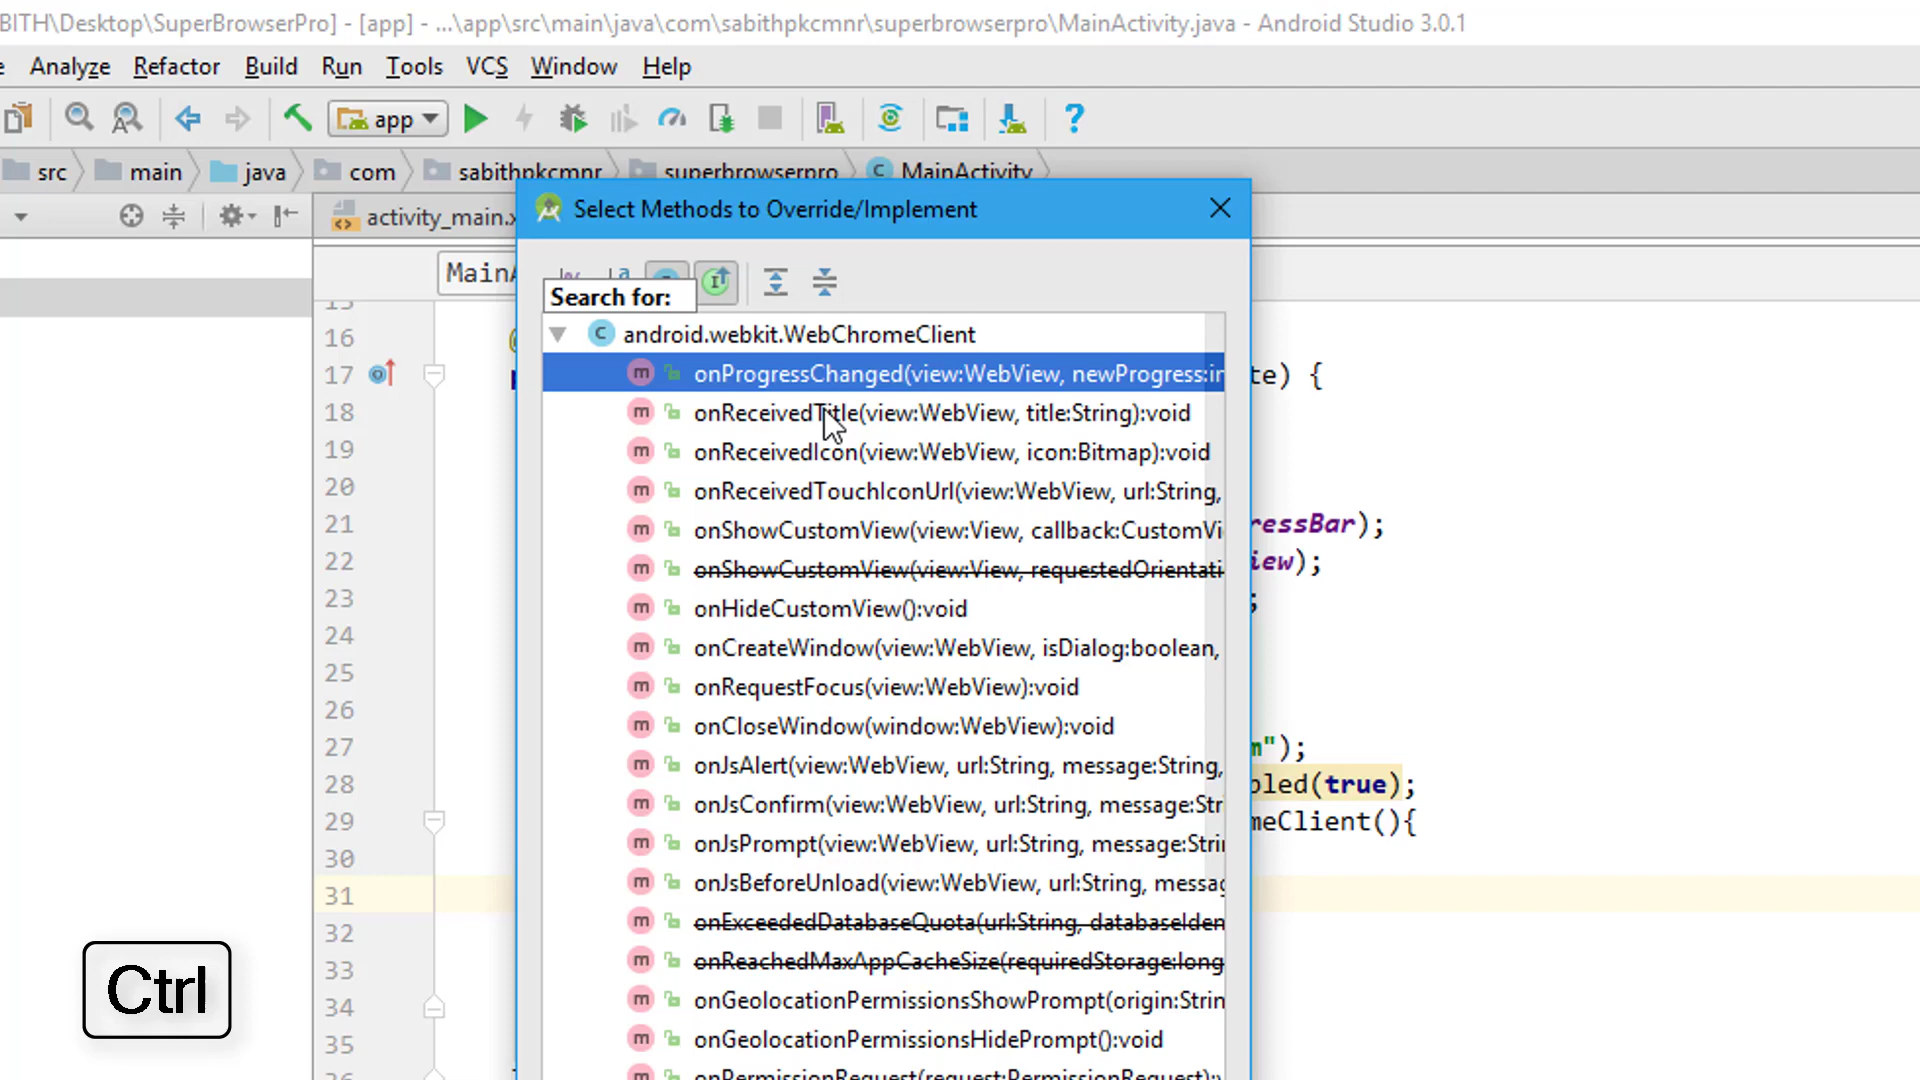 BITH\Desktop\SuperBrowserPro] - [app] - ...\app\src\main\java\com\sabithpkcmnr\superbrowserpro\MainActivity.java - Android Studio 3.0.1
Analyze Refactor Build Run Tools VCS Window Help
app
src main java com sabithpkcmnr superbrowserpro MainActivity
activity_main.x
Select Methods to Override/Implement
MainA
Search for:
android.webkit.WebChromeClient
16
onProgressChanged(view:WebView, newProgress:in
17 te) {
onReceivedTitle(view:WebView, title:String):void
18
onReceivedIcon(view:WebView, icon:Bitmap):void
19
onReceivedTouchIconUrl(view:WebView, url:String,
20
onShowCustomView(view:View, callback:CustomVi
21 ressBar);
onShowCustomView(view:View, requestedOrientati
22 iew);
onHideCustomView():void
23 ;
onCreateWindow(view:WebView, isDialog:boolean,
24
onRequestFocus(view:WebView):void
25
onCloseWindow(window:WebView):void
26
27 m");
onJsAlert(view:WebView, url:String, message:String,
28 bled(true);
onJsConfirm(view:WebView, url:String, message:Str
29 meClient(){
onJsPrompt(view:WebView, url:String, message:Stri
30
onJsBeforeUnload(view:WebView, url:String, messag
31
onExceededDatabaseQuota(url:String, databaseIden
32
onReachedMaxAppCacheSize(requiredStorage:long
33
onGeolocationPermissionsShowPrompt(origin:Strin
34
onGeolocationPermissionsHidePrompt():void
35
onPermissionRequest(request:PermissionRequest):v
Ctrl